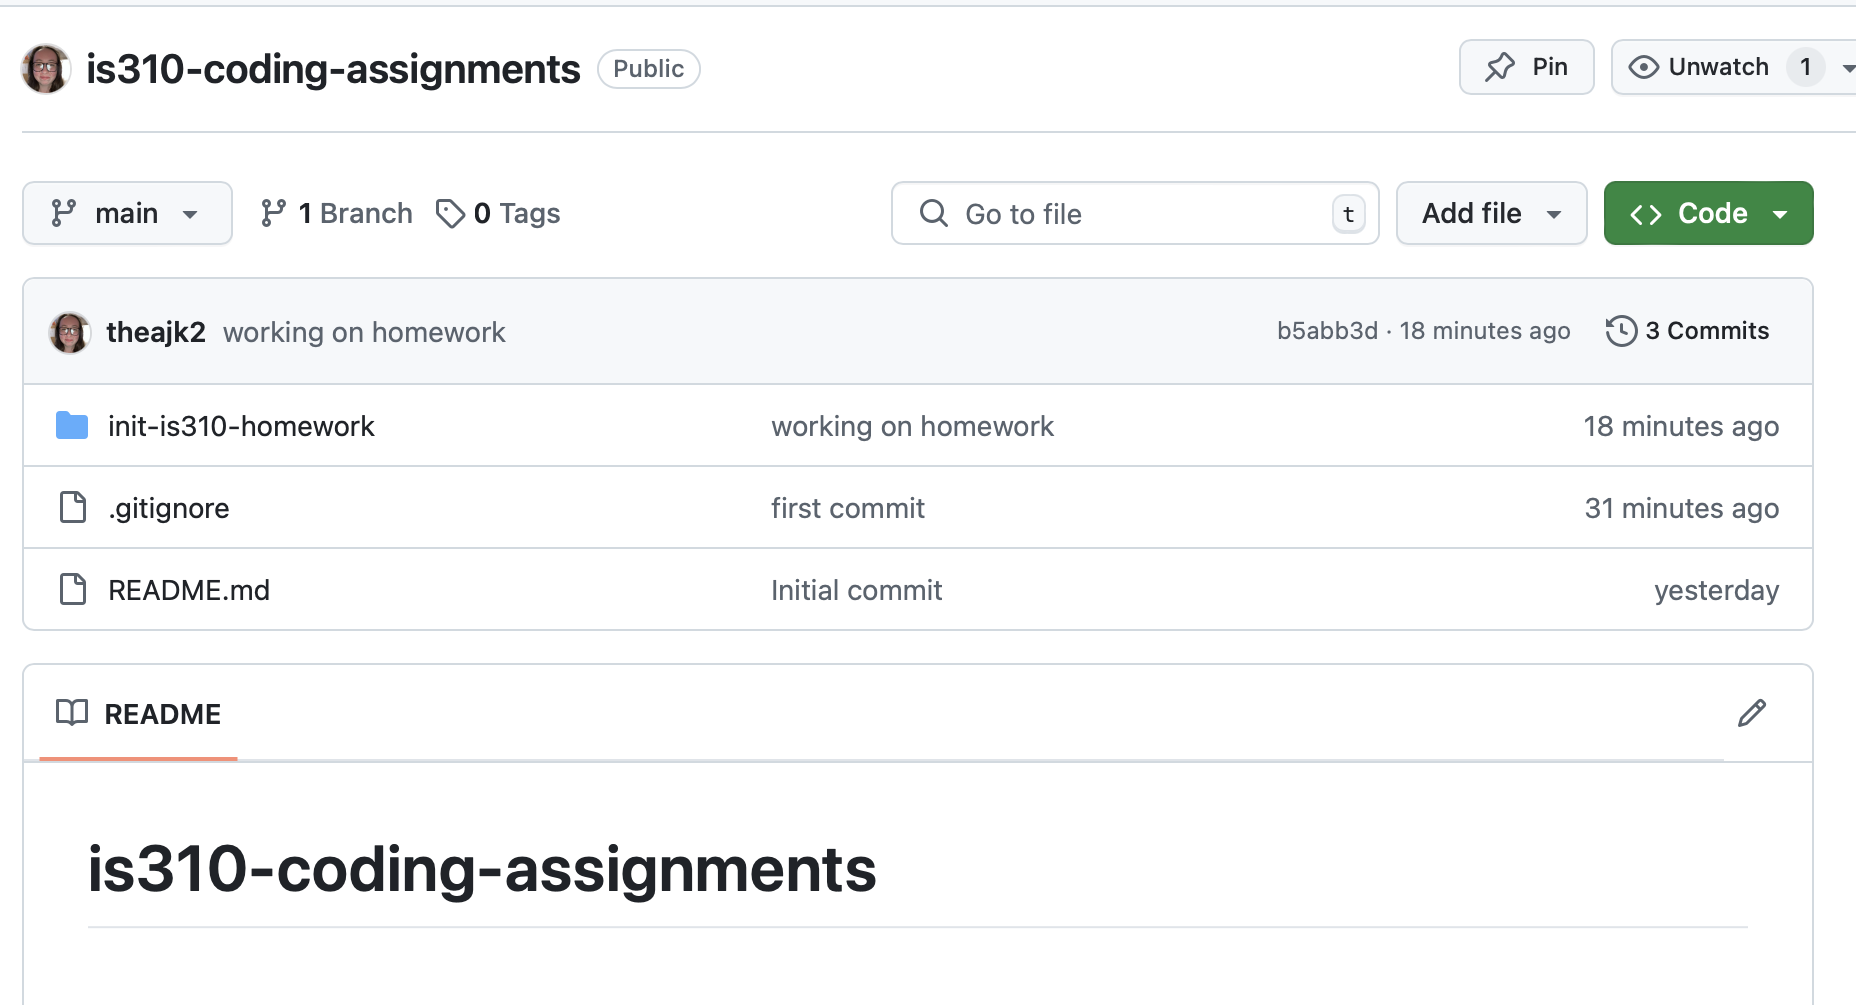 is310-coding-assignments Public Pin Unwatch 1
main 1 Branch 0 Tags Go to file t Add file Code
theajk2 working on homework b5abb3d · 18 minutes ago 3 Commits
init-is310-homework working on homework 18 minutes ago
.gitignore first commit 31 minutes ago
README.md Initial commit yesterday
README
is310-coding-assignments